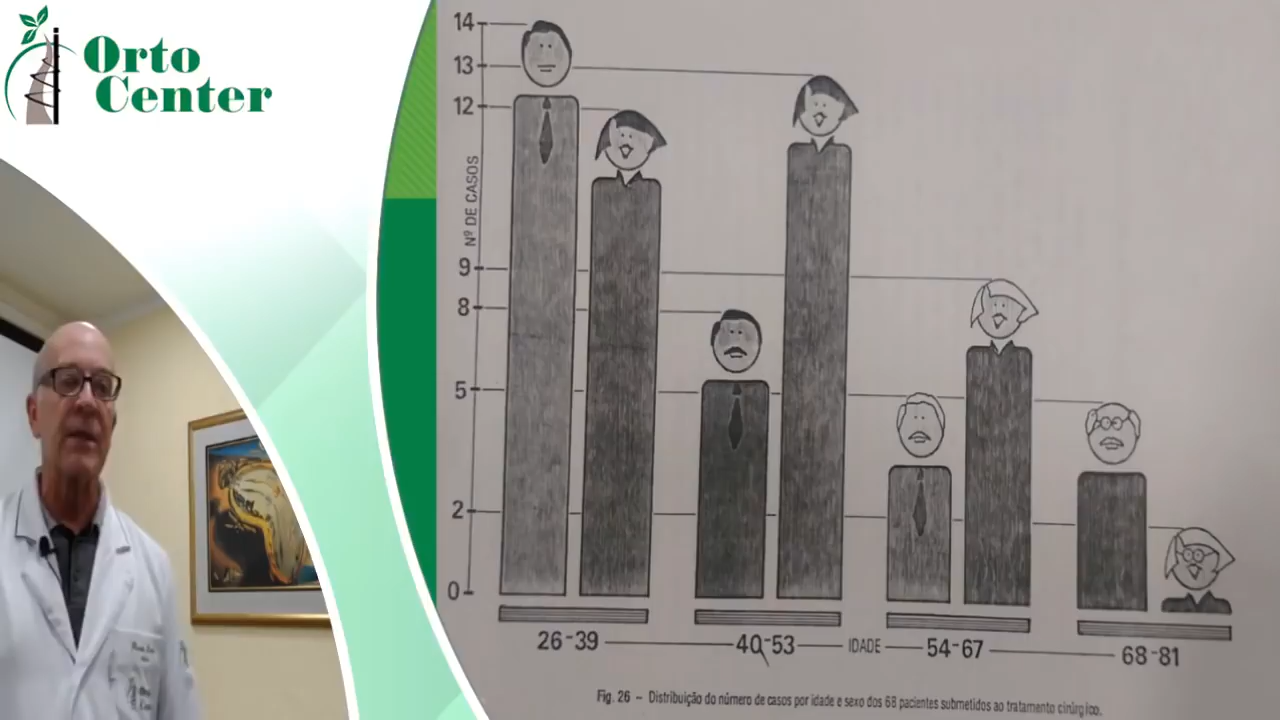 Orto
Center
14
13
12
Nº DE CASOS
9
8
5
2
0
26-39
40-53
IDADE
54-67
68-81
Fig. 26 – Distribuição do número de casos por idade e sexo dos 68 pacientes submetidos ao tratamento cirúrgico.